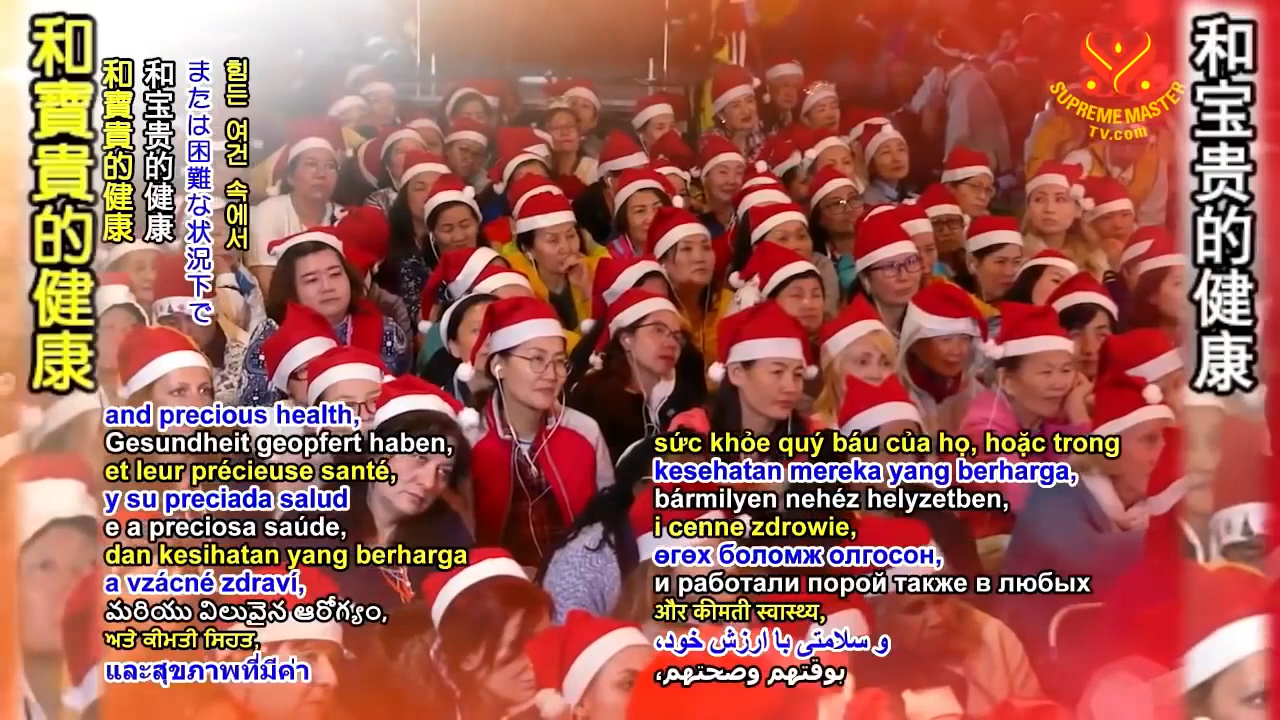 和寶貴的健康
和寶貴的健康
和宝贵的健康
または困難な状況下で
힘든 여건 속에서
SUPREME MASTER
TV.com
和宝贵的健康
and precious health,
Gesundheit geopfert haben,
et leur précieuse santé,
y su preciada salud
e a preciosa saúde,
dan kesihatan yang berharga
a vzácné zdraví,
మరియు విలువైన ఆరోగ్యం,
ਅਤੇ ਕੀਮਤੀ ਸਿਹਤ,
และสุขภาพที่มีค่า
sức khỏe quý báu của họ, hoặc trong
kesehatan mereka yang berharga,
bármilyen nehéz helyzetben,
i cenne zdrowie,
өгөх боломж олгосон,
и работали порой также в любых
और कीमती स्वास्थ्य,
و سلامتی با ارزش خود،
بوقتهم وصحتهم،